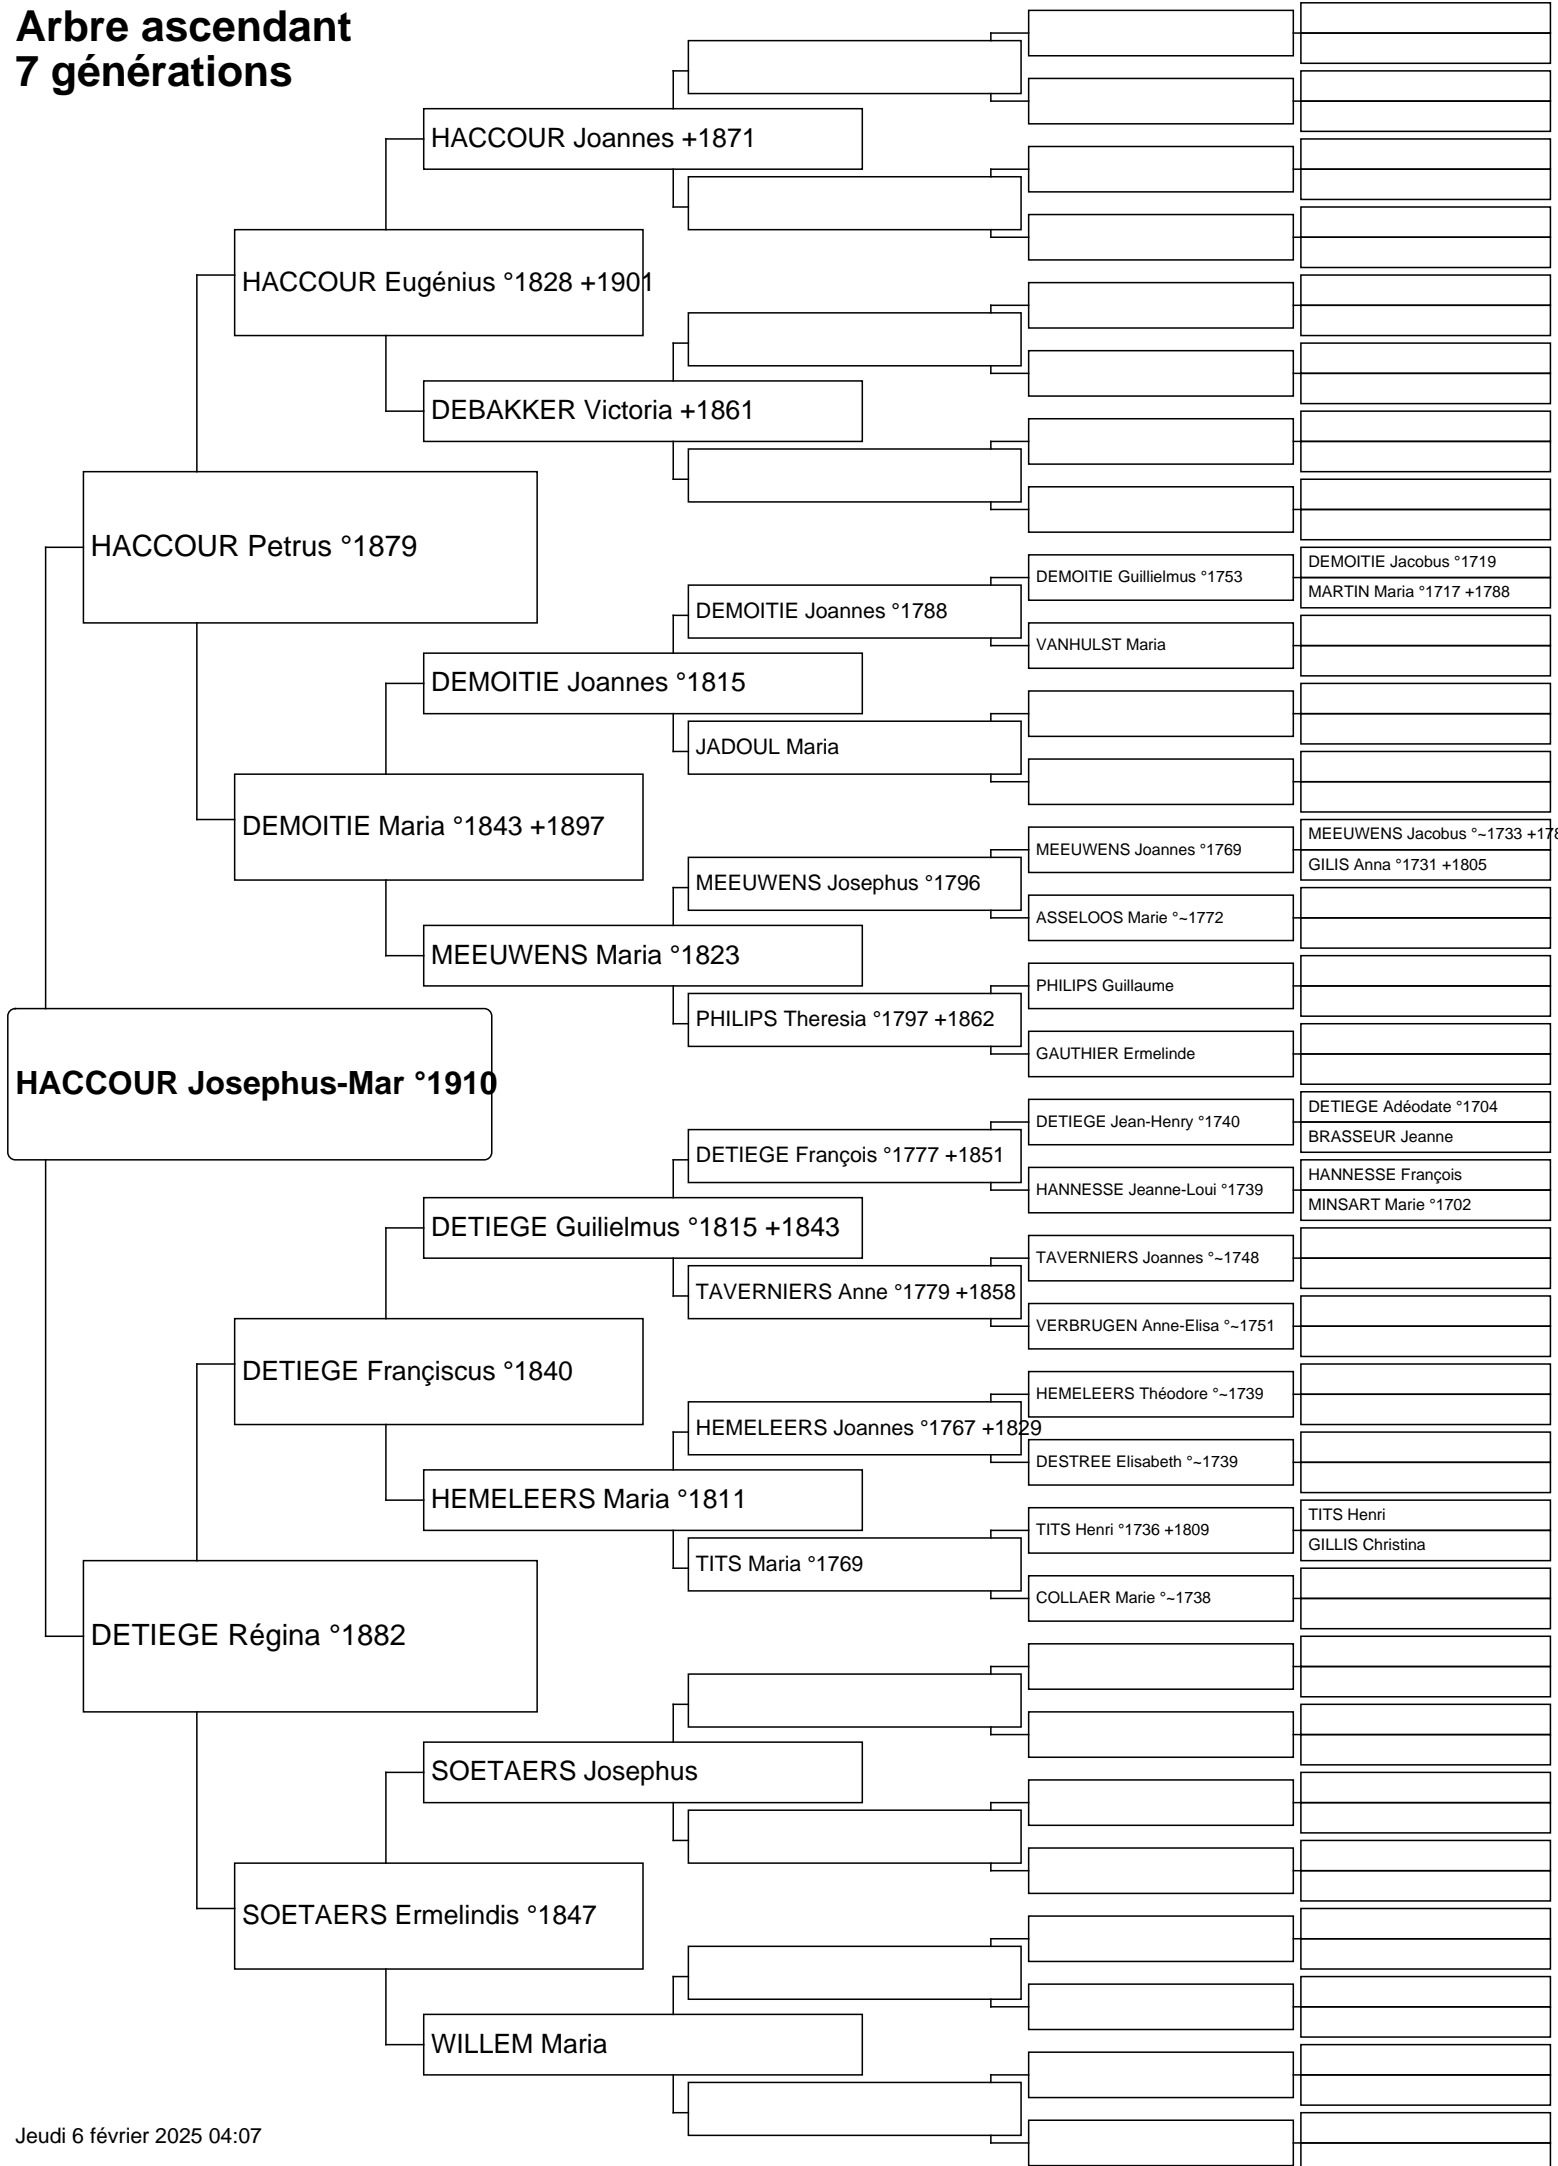 Arbre ascendant
7 générations
HACCOUR Joannes +1871
HACCOUR Eugénius °1828 +1901
DEBAKKER Victoria +1861
HACCOUR Petrus °1879
DEMOITIE Guillielmus °1753
DEMOITIE Jacobus °1719
MARTIN Maria °1717 +1788
DEMOITIE Joannes °1788
VANHULST Maria
DEMOITIE Joannes °1815
JADOUL Maria
DEMOITIE Maria °1843 +1897
MEEUWENS Joannes °1769
MEEUWENS Jacobus °~1733 +178
GILIS Anna °1731 +1805
MEEUWENS Josephus °1796
ASSELOOS Marie °~1772
MEEUWENS Maria °1823
PHILIPS Guillaume
PHILIPS Theresia °1797 +1862
GAUTHIER Ermelinde
HACCOUR Josephus-Mar °1910
DETIEGE Jean-Henry °1740
DETIEGE Adéodate °1704
BRASSEUR Jeanne
DETIEGE François °1777 +1851
HANNESSE Jeanne-Loui °1739
HANNESSE François
MINSART Marie °1702
DETIEGE Guilielmus °1815 +1843
TAVERNIERS Joannes °~1748
TAVERNIERS Anne °1779 +1858
VERBRUGEN Anne-Elisa °~1751
DETIEGE Françiscus °1840
HEMELEERS Théodore °~1739
HEMELEERS Joannes °1767 +1829
DESTREE Elisabeth °~1739
HEMELEERS Maria °1811
TITS Henri °1736 +1809
TITS Henri
GILLIS Christina
TITS Maria °1769
COLLAER Marie °~1738
DETIEGE Régina °1882
SOETAERS Josephus
SOETAERS Ermelindis °1847
WILLEM Maria
Jeudi 6 février 2025 04:07